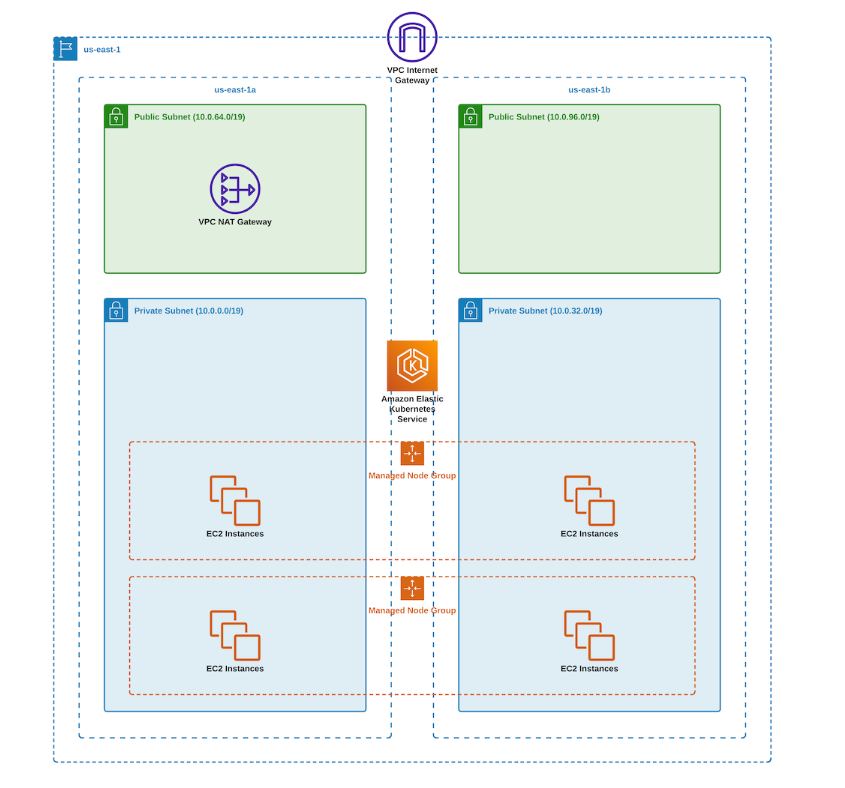 VPC Internet
Gateway
us-east-1
us-east-1a
us-east-1b
Public Subnet (10.0.64.0/19)
Public Subnet (10.0.96.0/19)
VPC NAT Gateway
Private Subnet (10.0.0.0/19)
Private Subnet (10.0.32.0/19)
Amazon Elastic
Kubernetes
Service
Managed Node Group
EC2 Instances
EC2 Instances
Managed Node Group
EC2 Instances
EC2 Instances